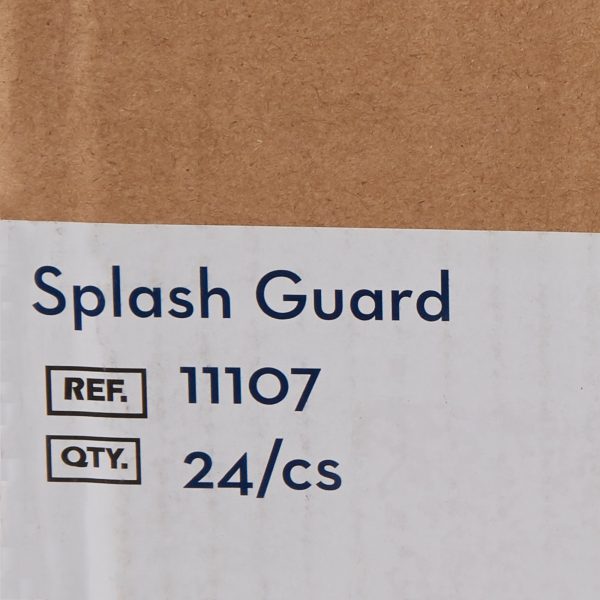 Splash Guard
REF. 11107
QTY. 24/cs